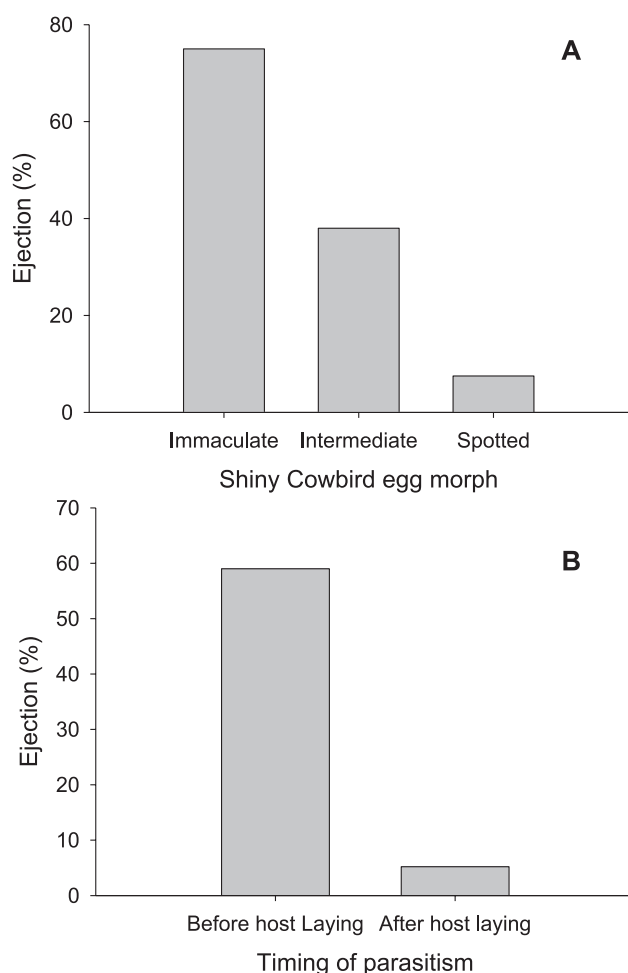 80
A
60
40
20
0
Ejection (%)
Immaculate Intermediate Spotted
Shiny Cowbird egg morph
70
B
60
50
40
30
20
10
0
Ejection (%)
Before host Laying After host laying
Timing of parasitism